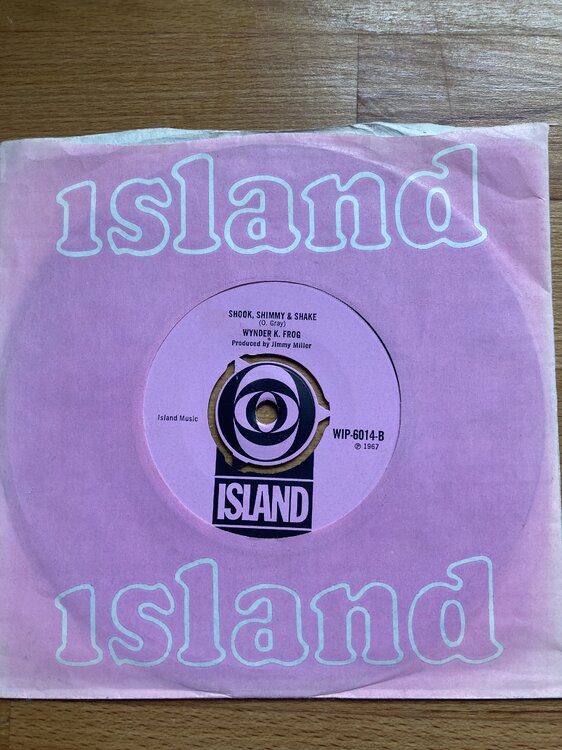 island
SHOOK, SHIMMY & SHAKE
(O. Gray)
WYNDER K. FROG
Produced by Jimmy Miller
Island Music
WIP-6014-B
℗ 1967
ISLAND
island